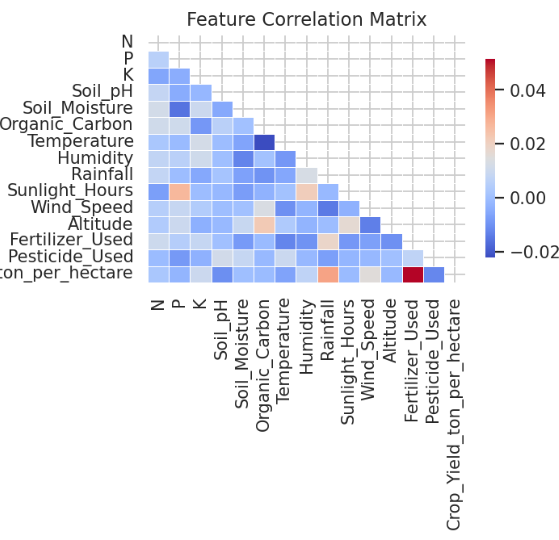 Feature Correlation Matrix
N
P
K
Soil_pH
Soil_Moisture
Organic_Carbon
Temperature
Humidity
Rainfall
Sunlight_Hours
Wind_Speed
Altitude
Fertilizer_Used
Pesticide_Used
ton_per_hectare
0.04
0.02
0.00
−0.02
N
P
K
Soil_pH
Soil_Moisture
Organic_Carbon
Temperature
Humidity
Rainfall
Sunlight_Hours
Wind_Speed
Altitude
Fertilizer_Used
Pesticide_Used
Crop_Yield_ton_per_hectare